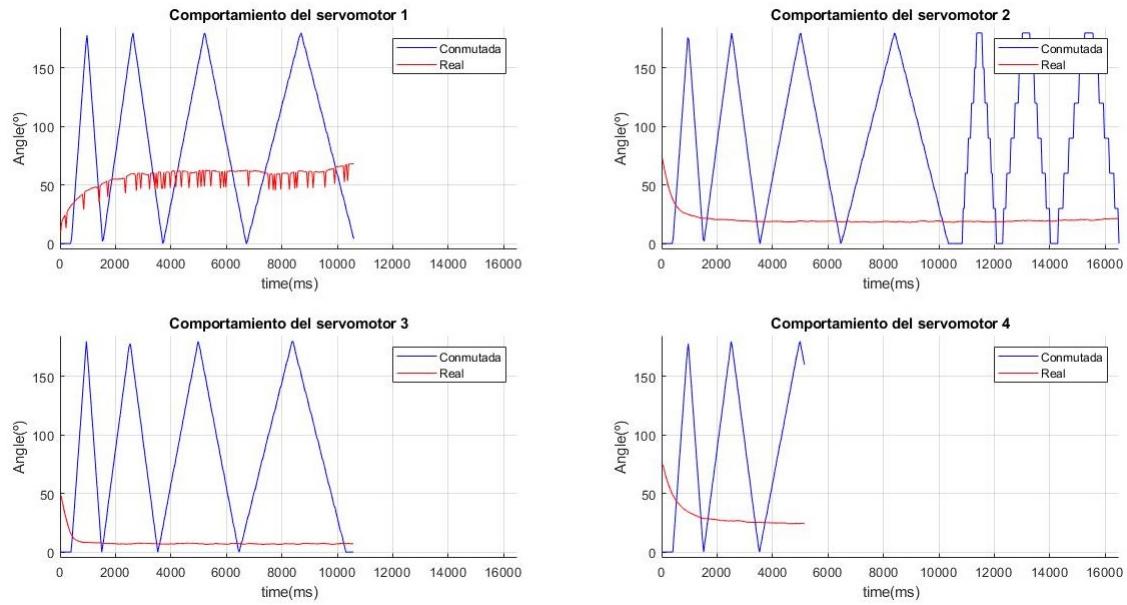 Comportamiento del servomotor 1
Angle(º)
150
100
50
0
Conmutada
Real
0 2000 4000 6000 8000 10000 12000 14000 16000
time(ms)
Comportamiento del servomotor 2
Angle(º)
150
100
50
0
Conmutada
Real
0 2000 4000 6000 8000 10000 12000 14000 16000
time(ms)
Comportamiento del servomotor 3
Angle(º)
150
100
50
0
Conmutada
Real
0 2000 4000 6000 8000 10000 12000 14000 16000
time(ms)
Comportamiento del servomotor 4
Angle(º)
150
100
50
0
Conmutada
Real
0 2000 4000 6000 8000 10000 12000 14000 16000
time(ms)